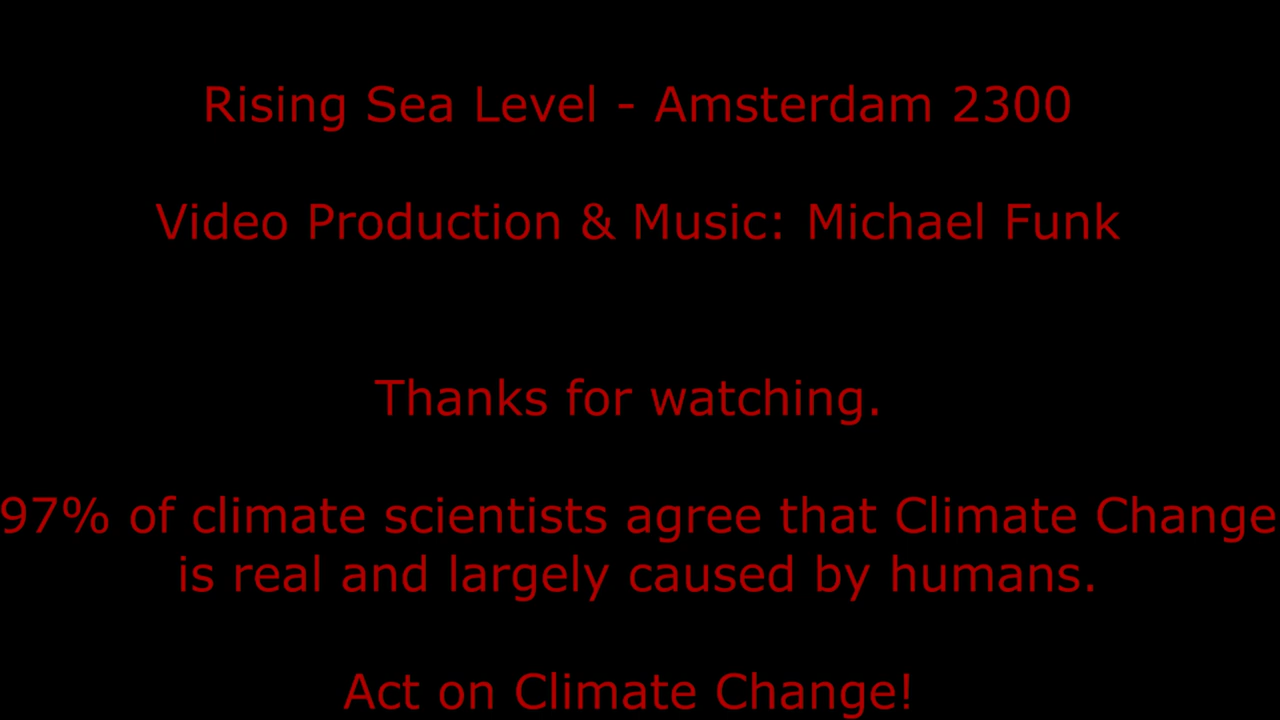 Rising Sea Level - Amsterdam 2300
Video Production & Music: Michael Funk
Thanks for watching.
97% of climate scientists agree that Climate Change
is real and largely caused by humans.
Act on Climate Change!